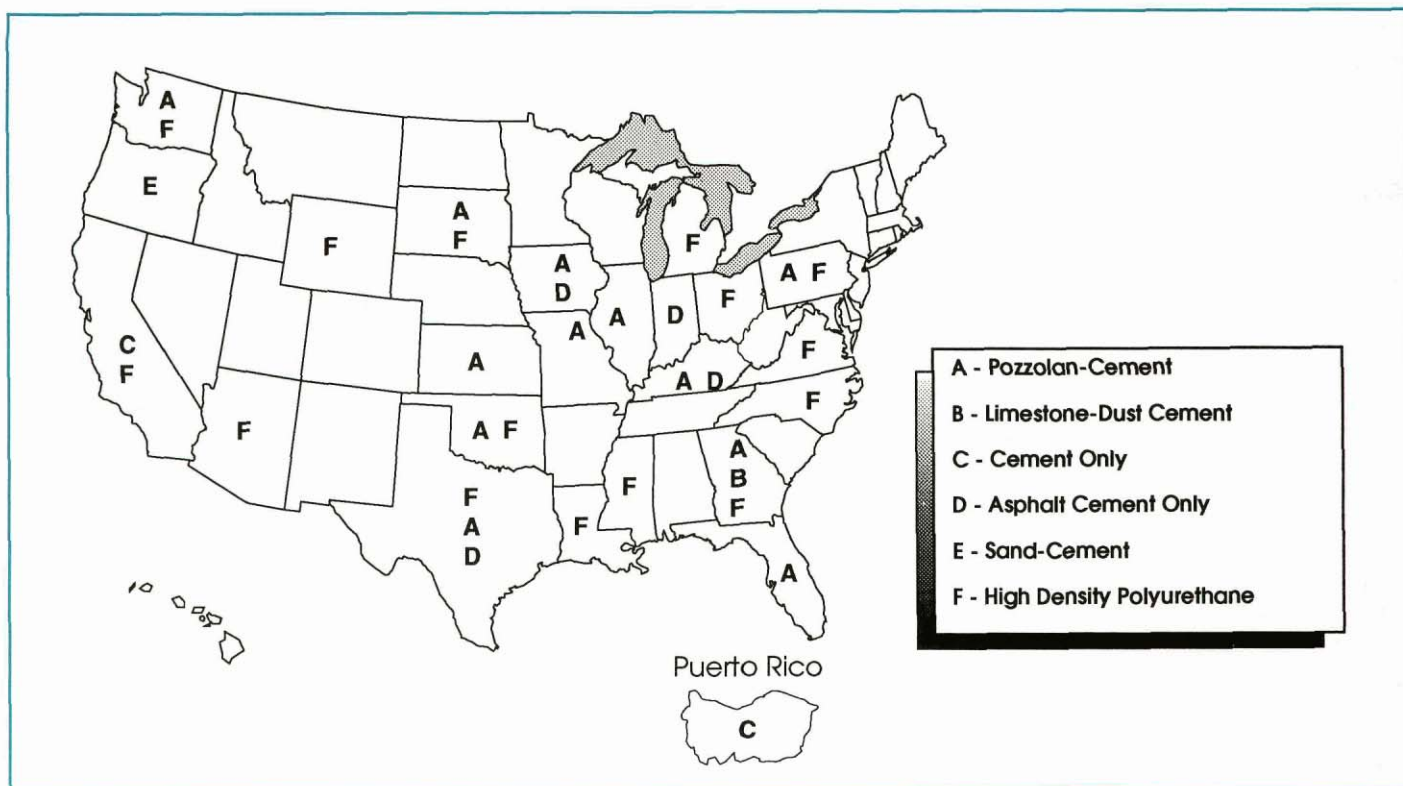 A
F
E
F
A
F
C
F
F
A
D
A
A
A
D
F
F
A F
F
A D
F
A F
F
A
D
F
F
A
B
F
A
A - Pozzolan-Cement
B - Limestone-Dust Cement
C - Cement Only
D - Asphalt Cement Only
E - Sand-Cement
F - High Density Polyurethane
Puerto Rico
C